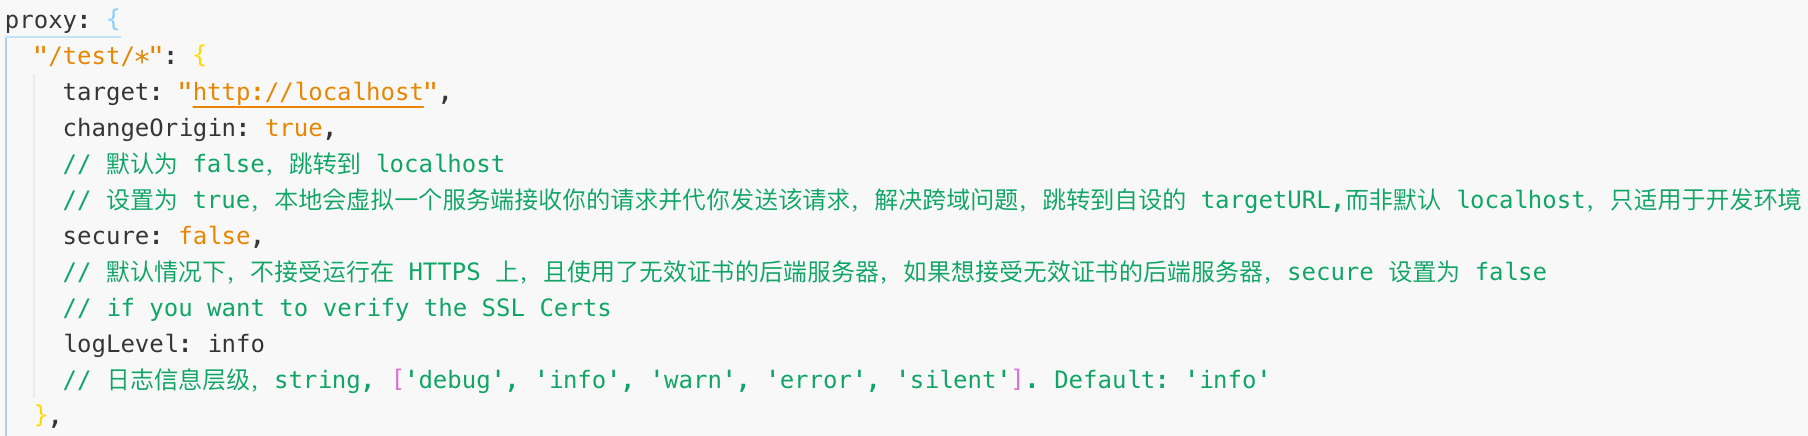 proxy: {
"/test/*": {
target: "http://localhost",
changeOrigin: true,
// 默认为 false，跳转到 localhost
// 设置为 true，本地会虚拟一个服务端接收你的请求并代你发送该请求，解决跨域问题，跳转到自设的 targetURL,而非默认 localhost，只适用于开发环境
secure: false,
// 默认情况下，不接受运行在 HTTPS 上，且使用了无效证书的后端服务器，如果想接受无效证书的后端服务器，secure 设置为 false
// if you want to verify the SSL Certs
logLevel: info
// 日志信息层级，string, ['debug', 'info', 'warn', 'error', 'silent']. Default: 'info'
},